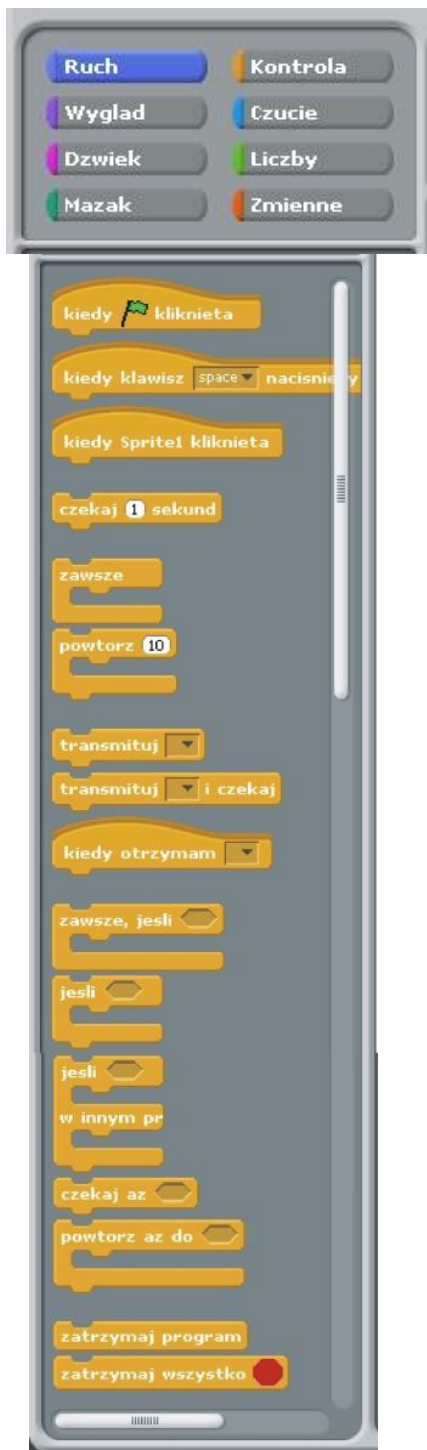 Ruch Kontrola
Wyglad Czucie
Dzwiek Liczby
Mazak Zmienne
kiedy kliknieta
kiedy klawisz space nacisniety
kiedy Sprite1 kliknieta
czekaj 1 sekund
zawsze
powtorz 10
transmituj
transmituj i czekaj
kiedy otrzymam
zawsze, jesli
jesli
jesli
w innym pr
czekaj az
powtorz az do
zatrzymaj program
zatrzymaj wszystko